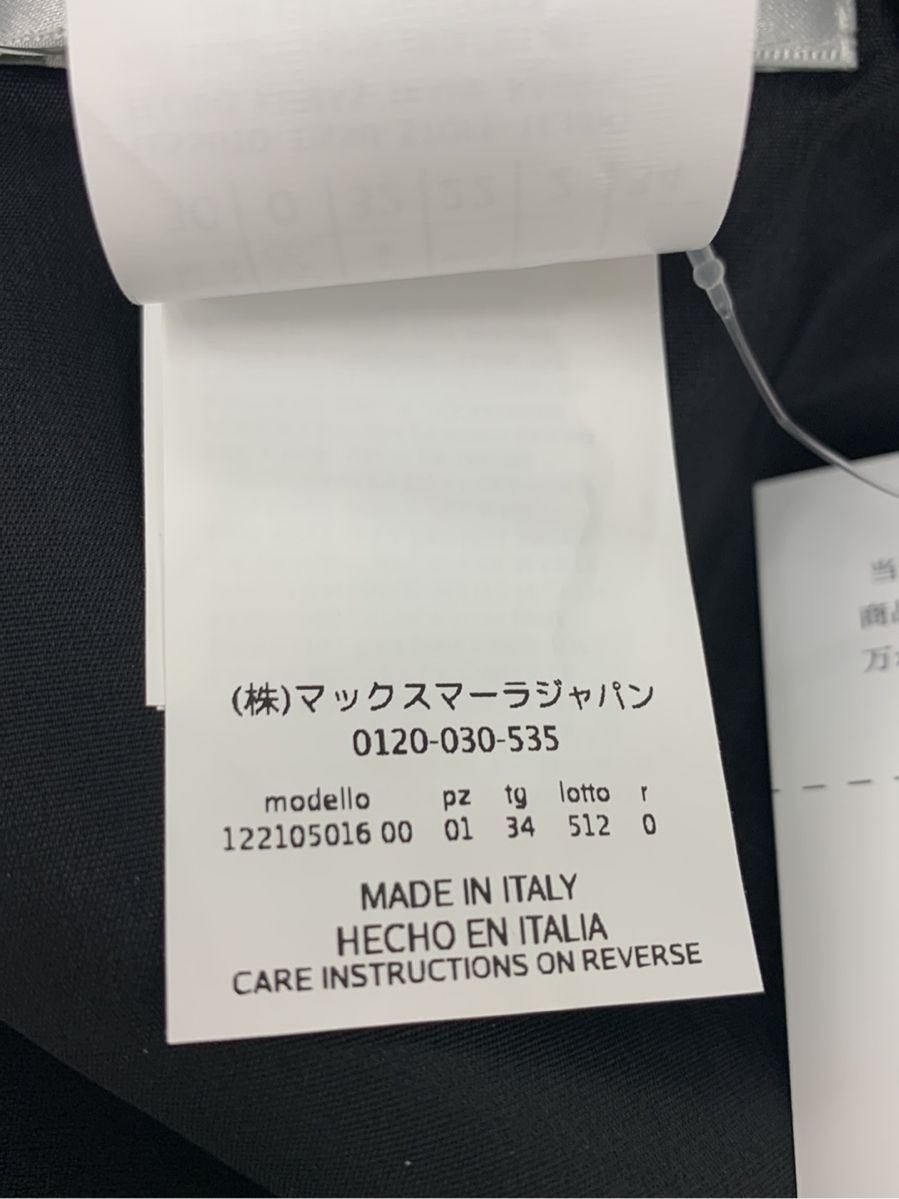 (株)マックスマーラジャパン
0120-030-535
modello pz tg lotto r
122105016 00 01 34 512 0
MADE IN ITALY
HECHO EN ITALIA
CARE INSTRUCTIONS ON REVERSE
当
商品
万